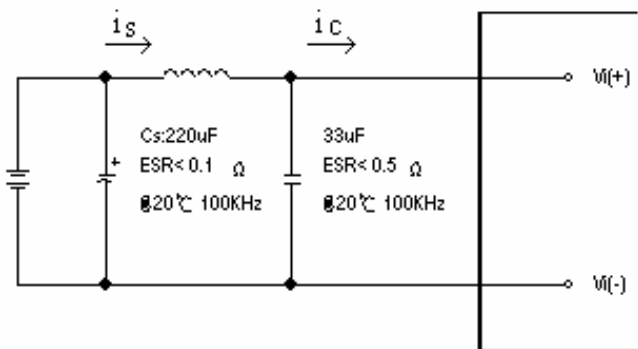 is
ic
Vi(+)
Cs:220uF
ESR<0.1 Ω
@20℃ 100KHz
33uF
ESR<0.5 Ω
@20℃ 100KHz
+
Vi(-)